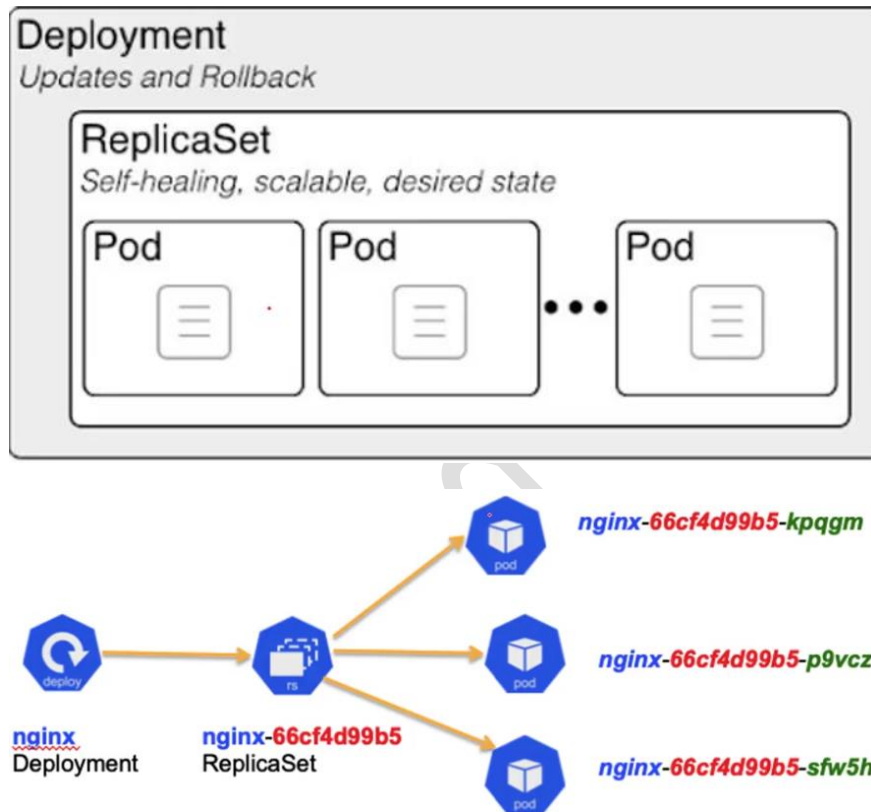 Deployment
Updates and Rollback
ReplicaSet
Self-healing, scalable, desired state
Pod
Pod
Pod
pod
nginx-66cf4d99b5-kpqgm
deploy
rs
pod
nginx-66cf4d99b5-p9vcz
nginx
Deployment
nginx-66cf4d99b5
ReplicaSet
pod
nginx-66cf4d99b5-sfw5h